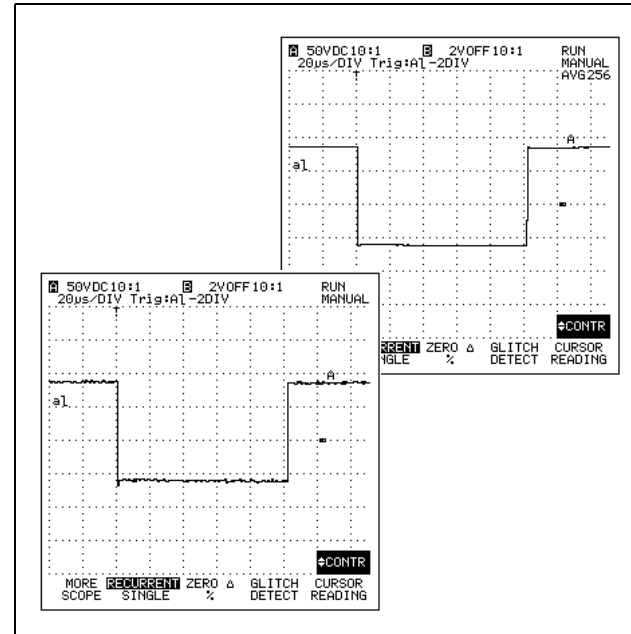 A 50VDC10:1 B 2VOFF10:1 RUN
20µs/DIV Trig:A↓-2DIV MANUAL
AVG256
A
a↓
≑CONTR
RRENT ZERO Δ GLITCH CURSOR
NGLE % DETECT READING
A 50VDC10:1 B 2VOFF10:1 RUN
20µs/DIV Trig:A↓-2DIV MANUAL
A
a↓
≑CONTR
MORE RECURRENT ZERO Δ GLITCH CURSOR
SCOPE SINGLE % DETECT READING